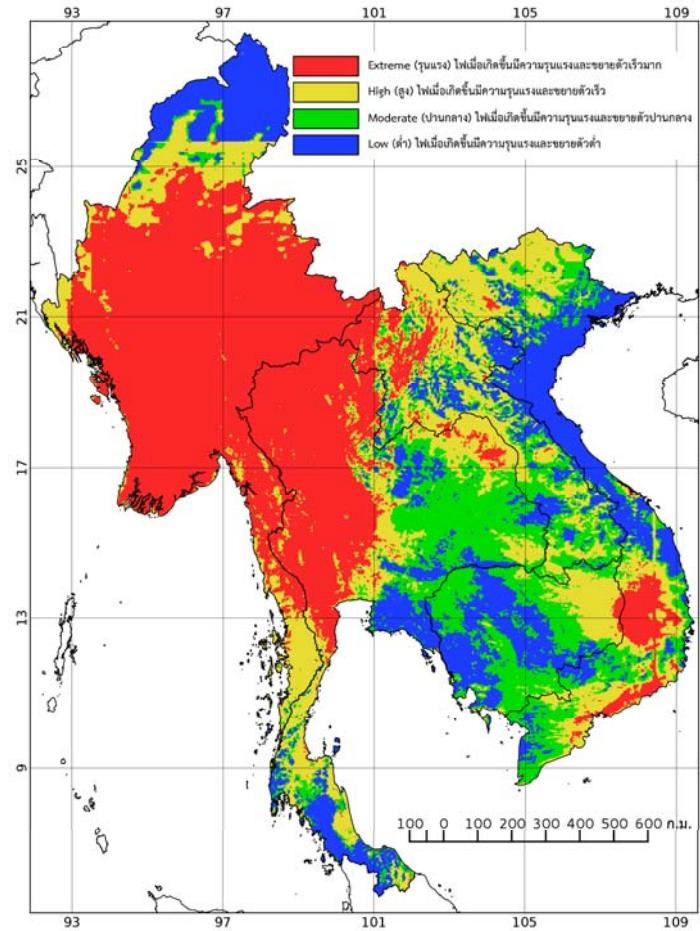 93 97 101 105 109
Extreme (รุนแรง) ไฟเมื่อเกิดขึ้นมีความรุนแรงและขยายตัวเร็วมาก
High (สูง) ไฟเมื่อเกิดขึ้นมีความรุนแรงและขยายตัวเร็ว
Moderate (ปานกลาง) ไฟเมื่อเกิดขึ้นมีความรุนแรงและขยายตัวปานกลาง
Low (ต่ำ) ไฟเมื่อเกิดขึ้นมีความรุนแรงและขยายตัวต่ำ
25
21
17
13
9
100 0 100 200 300 400 500 600 ก.ม.
93 97 101 105 109